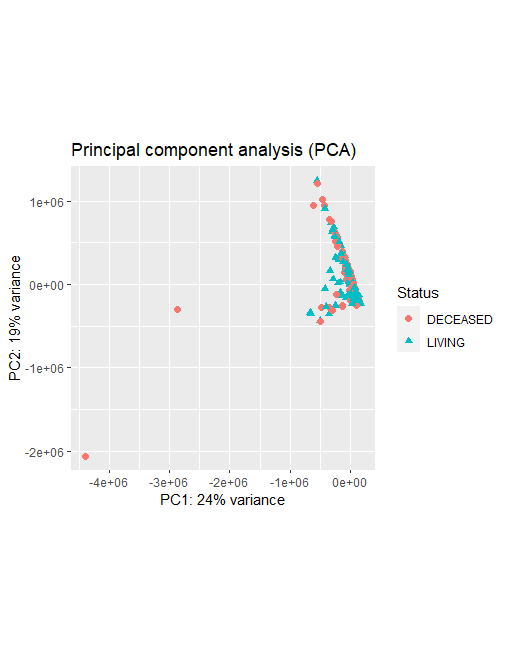 Principal component analysis (PCA)
1e+06
0e+00
-1e+06
-2e+06
PC2: 19% variance
-4e+06 -3e+06 -2e+06 -1e+06 0e+00
PC1: 24% variance
Status
DECEASED
LIVING